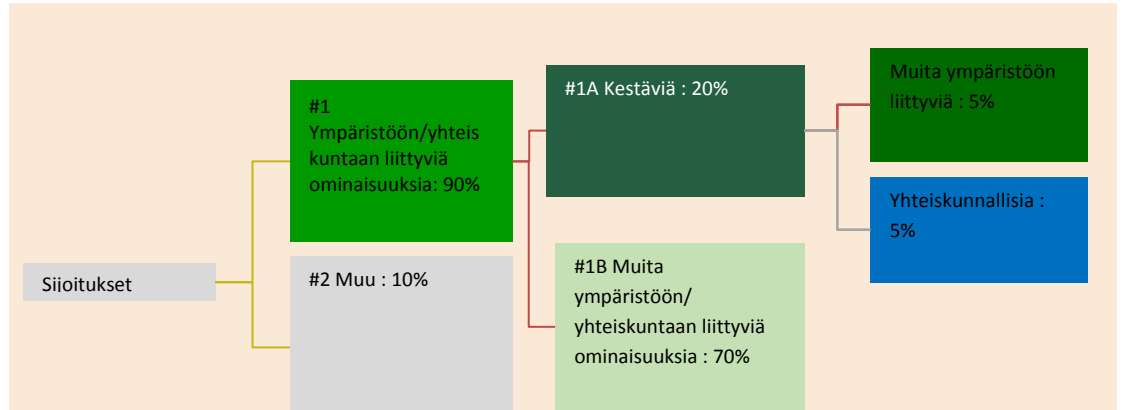 Sijoitukset
#1
Ympäristöön/yhteis
kuntaan liittyviä
ominaisuuksia: 90%
#2 Muu : 10%
#1A Kestäviä : 20%
#1B Muita
ympäristöön/
yhteiskuntaan liittyviä
ominaisuuksia : 70%
Muita ympäristöön
liittyviä : 5%
Yhteiskunnallisia :
5%